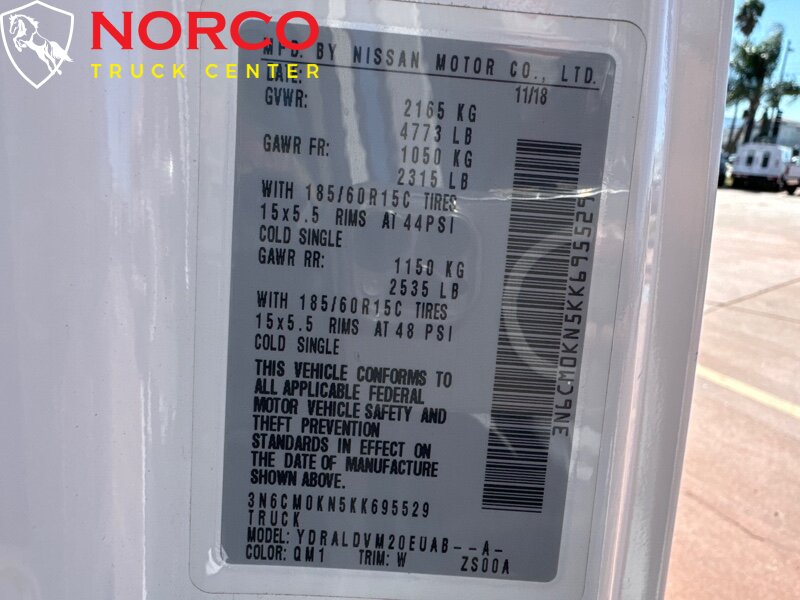 NORCO
TRUCK CENTER
MFD. BY NISSAN MOTOR CO., LTD.
DATE: 11/18
GVWR: 2165 KG
4773 LB
GAWR FR: 1050 KG
2315 LB
WITH 185/60R15C TIRES
15x5.5 RIMS AT 44PSI
COLD SINGLE
GAWR RR: 1150 KG
2535 LB
WITH 185/60R15C TIRES
15x5.5 RIMS AT 48 PSI
COLD SINGLE
THIS VEHICLE CONFORMS TO
ALL APPLICABLE FEDERAL
MOTOR VEHICLE SAFETY AND
THEFT PREVENTION
STANDARDS IN EFFECT ON
THE DATE OF MANUFACTURE
SHOWN ABOVE.
3N6CM0KN5KK695529
TRUCK
MODEL: YDRALDVM20EUAB--A-
COLOR: QM1 TRIM: W ZS00A
3N6CM0KN5KK695529